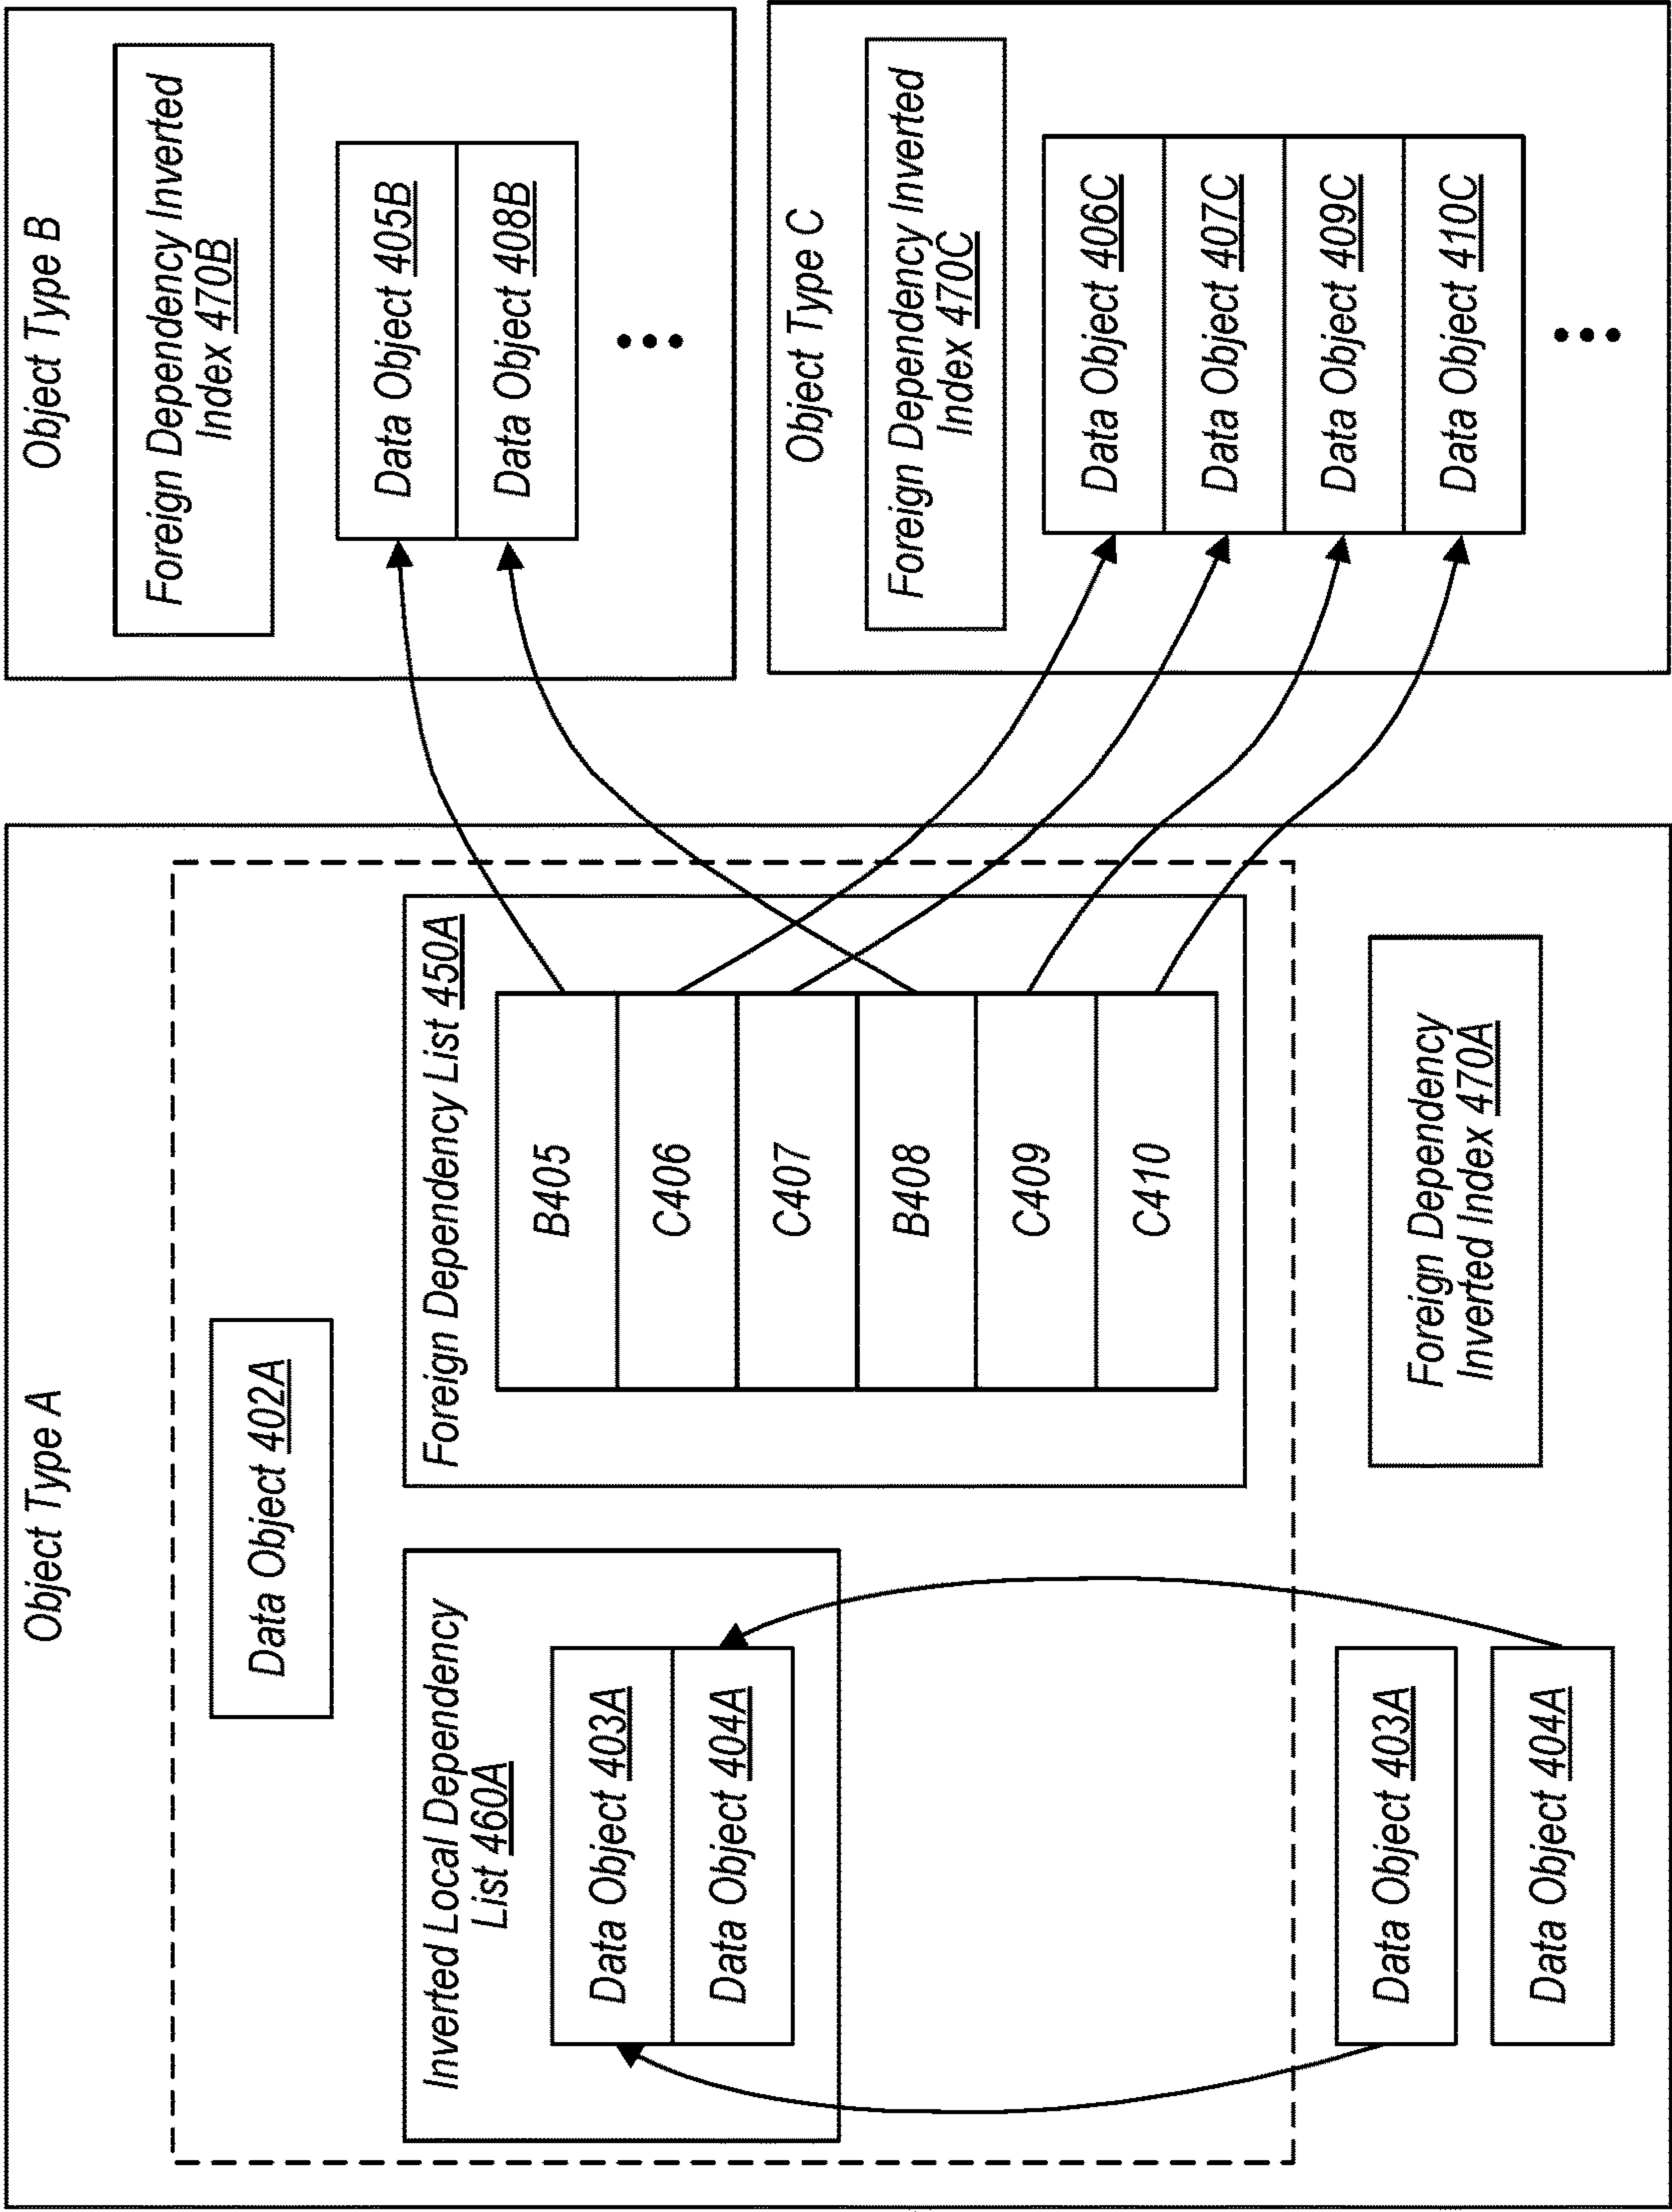 Object Type A
Data Object 402A
Inverted Local Dependency
List 460A
Data Object 403A
Data Object 404A
Foreign Dependency List 450A
B405
C406
C407
B408
C409
C410
Data Object 403A
Data Object 404A
Foreign Dependency
Inverted Index 470A
Object Type B
Foreign Dependency Inverted
Index 470B
Data Object 405B
Data Object 408B
Object Type C
Foreign Dependency Inverted
Index 470C
Data Object 406C
Data Object 407C
Data Object 409C
Data Object 410C